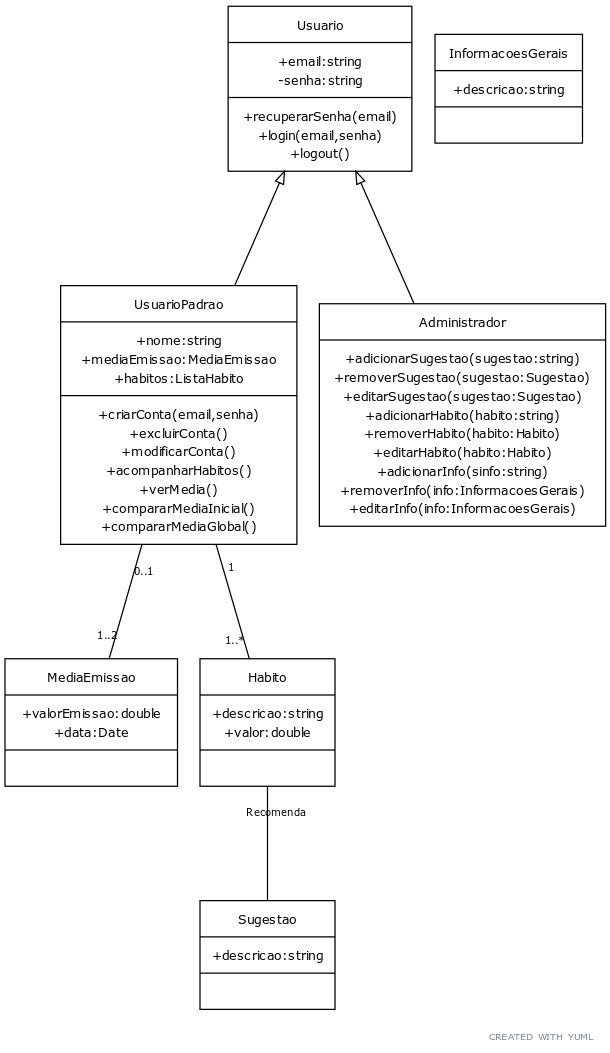 Usuario
+email:string
-senha:string
+recuperarSenha(email)
+login(email,senha)
+logout()
InformacoesGerais
+descricao:string
UsuarioPadrao
+nome:string
+mediaEmissao:MediaEmissao
+habitos:ListaHabito
+criarConta(email,senha)
+excluirConta()
+modificarConta()
+acompanharHabitos()
+verMedia()
+compararMediaInicial()
+compararMediaGlobal()
Administrador
+adicionarSugestao(sugestao:string)
+removerSugestao(sugestao:Sugestao)
+editarSugestao(sugestao:Sugestao)
+adicionarHabito(habito:string)
+removerHabito(habito:Habito)
+editarHabito(habito:Habito)
+adicionarInfo(sinfo:string)
+removerInfo(info:InformacoesGerais)
+editarInfo(info:InformacoesGerais)
0..1
1
1..2
1..*
MediaEmissao
+valorEmissao:double
+data:Date
Habito
+descricao:string
+valor:double
Recomenda
Sugestao
+descricao:string
CREATED WITH YUML